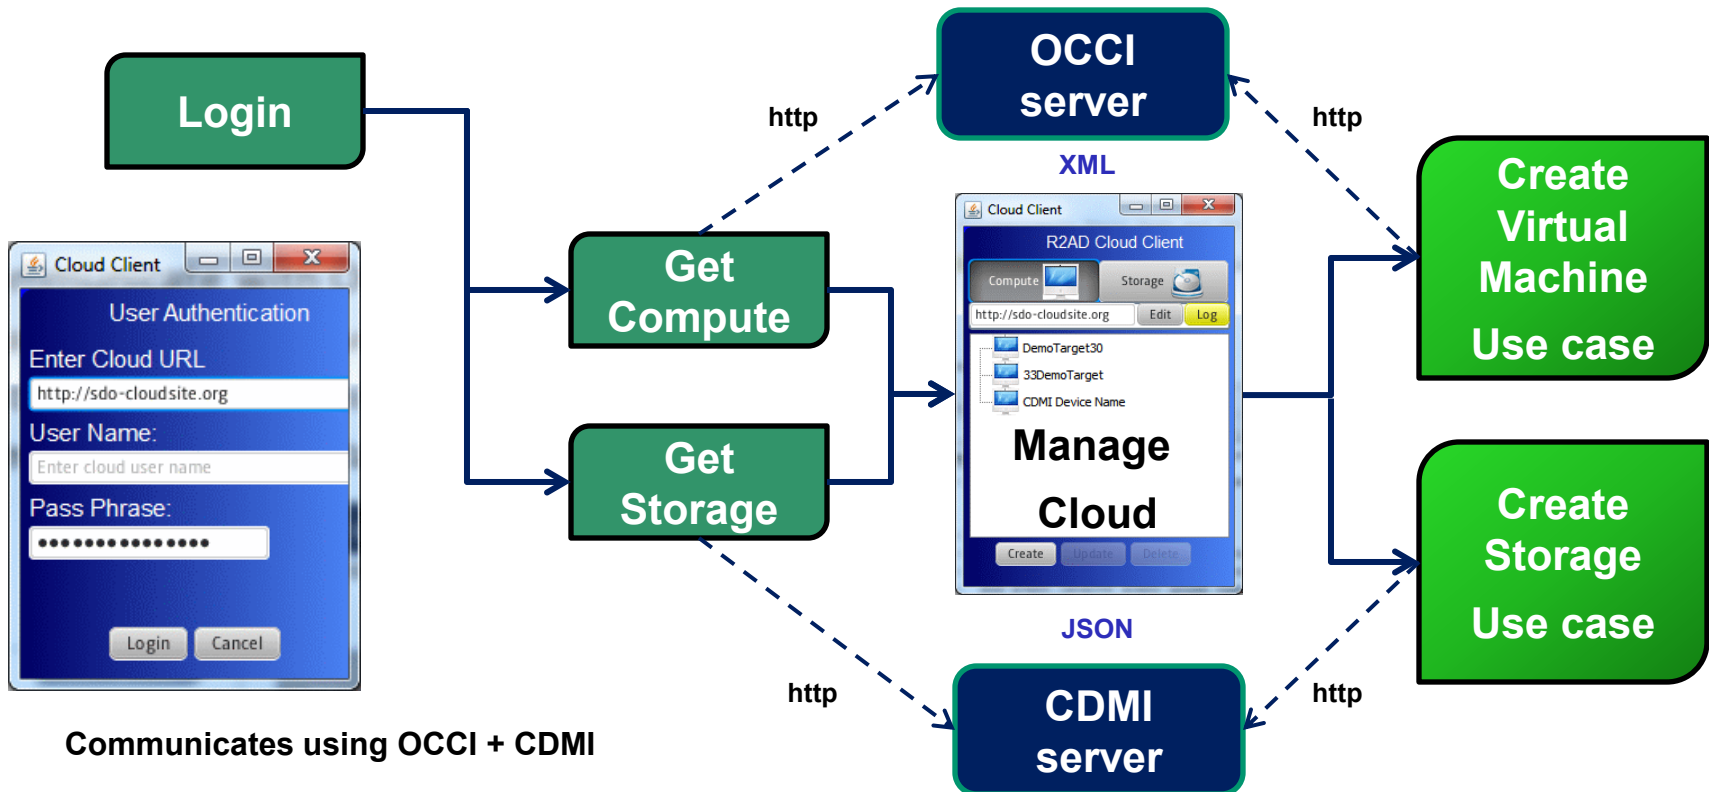 Login
OCCI
server
http
http
XML
Create
Virtual
Machine
Use case
Get
Compute
Cloud Client
User Authentication
Enter Cloud URL
http://sdo-cloudsite.org
User Name:
Enter cloud user name
Pass Phrase:
Login
Cancel
Cloud Client
R2AD Cloud Client
Compute
Storage
http://sdo-cloudsite.org
Edit
Log
DemoTarget30
33DemoTarget
CDMI Device Name
Manage
Cloud
Create
Update
Delete
Get
Storage
Create
Storage
Use case
JSON
http
http
CDMI
server
Communicates using OCCI + CDMI